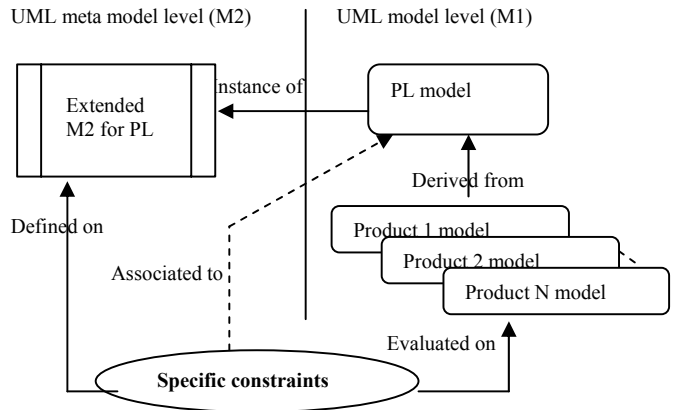 UML meta model level (M2)
UML model level (M1)
Instance of
Extended
M2 for PL
PL model
Derived from
Defined on
Product 1 model
Product 2 model
Associated to
Product N model
Evaluated on
Specific constraints